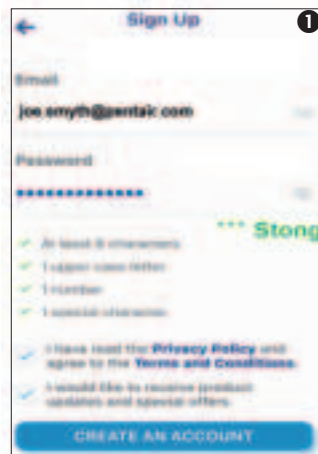 Sign Up
1
Email
joe.smyth@pentair.com
Password
•••••••••••••
*** Stong
✓ At least 8 characters
✓ 1 upper case letter
✓ 1 number
✓ 1 special character
✓ I have read the Privacy Policy and
agree to the Terms and Conditions.
✓ I would like to receive product
updates and special offers.
CREATE AN ACCOUNT